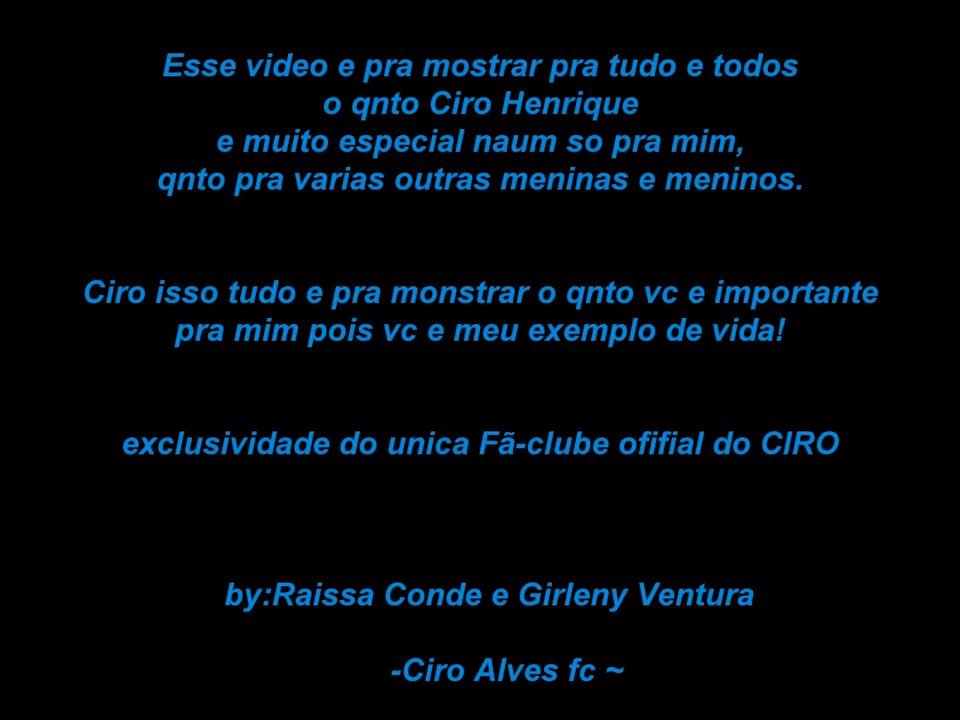 Esse video e pra mostrar pra tudo e todos
o qnto Ciro Henrique
e muito especial naum so pra mim,
qnto pra varias outras meninas e meninos.
Ciro isso tudo e pra monstrar o qnto vc e importante
pra mim pois vc e meu exemplo de vida!
exclusividade do unica Fã-clube ofifial do CIRO
by:Raissa Conde e Girleny Ventura
-Ciro Alves fc ~